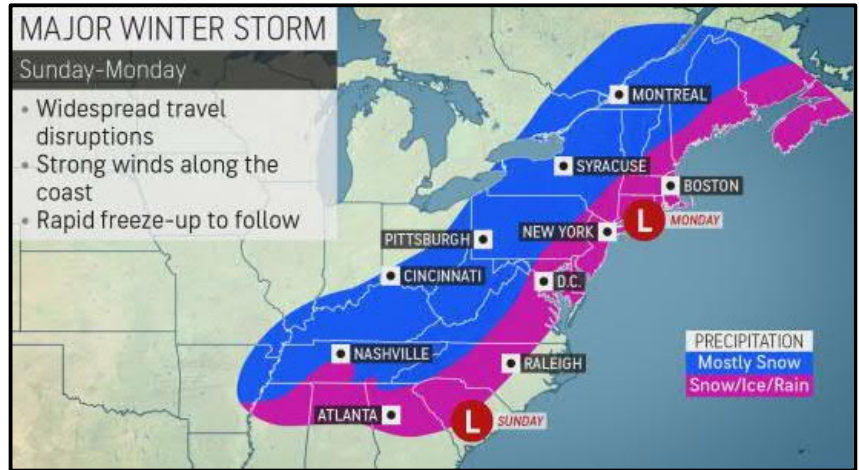 MAJOR WINTER STORM
Sunday-Monday
• Widespread travel
disruptions
• Strong winds along the
coast
• Rapid freeze-up to follow
MONTREAL
SYRACUSE
BOSTON
L MONDAY
NEW YORK
PITTSBURGH
CINCINNATI
D.C.
NASHVILLE
RALEIGH
ATLANTA
L SUNDAY
PRECIPITATION
Mostly Snow
Snow/Ice/Rain